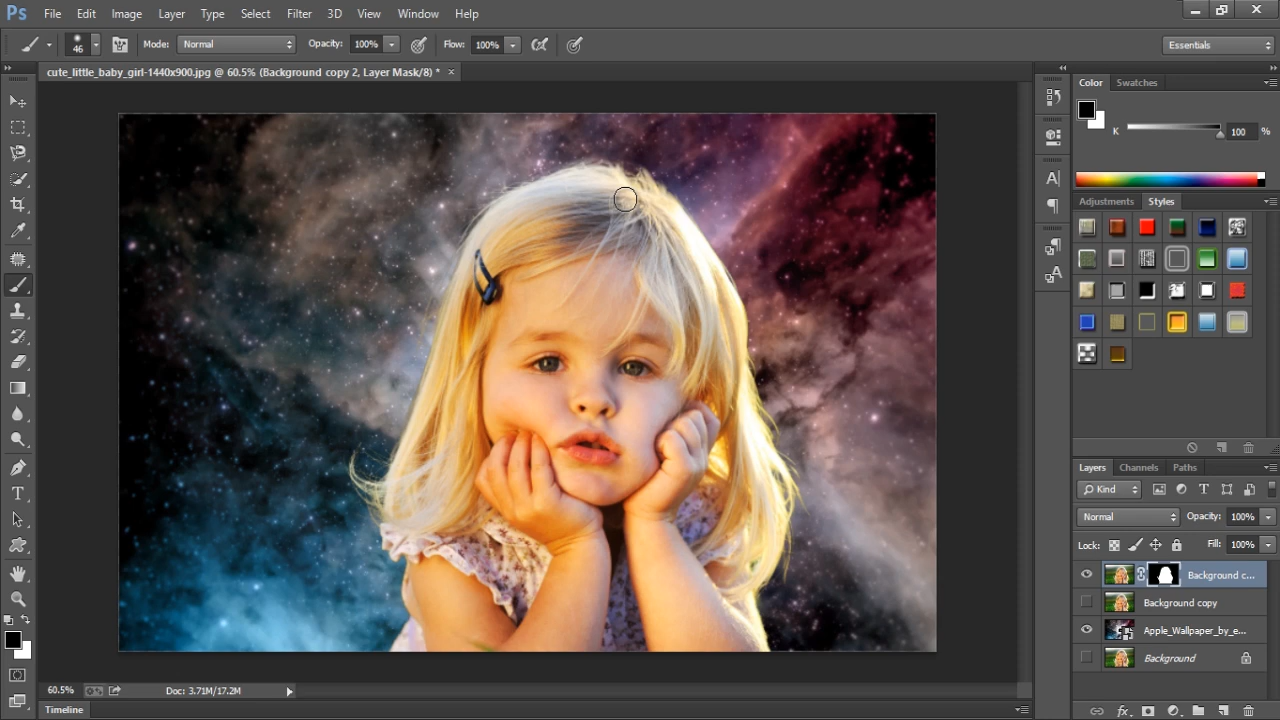 Ps File Edit Image Layer Type Select Filter 3D View Window Help
46 Mode: Normal Opacity: 100% Flow: 100% Essentials
cute_little_baby_girl-1440x900.jpg @ 60.5% (Background copy 2, Layer Mask/8) * ×
Color Swatches
K 100 %
Adjustments Styles
Layers Channels Paths
Kind T
Normal Opacity: 100%
Lock: Fill: 100%
Background c...
Background copy
Apple_Wallpaper_by_e...
Background
60.5% Doc: 3.71M/17.2M
Timeline
fx